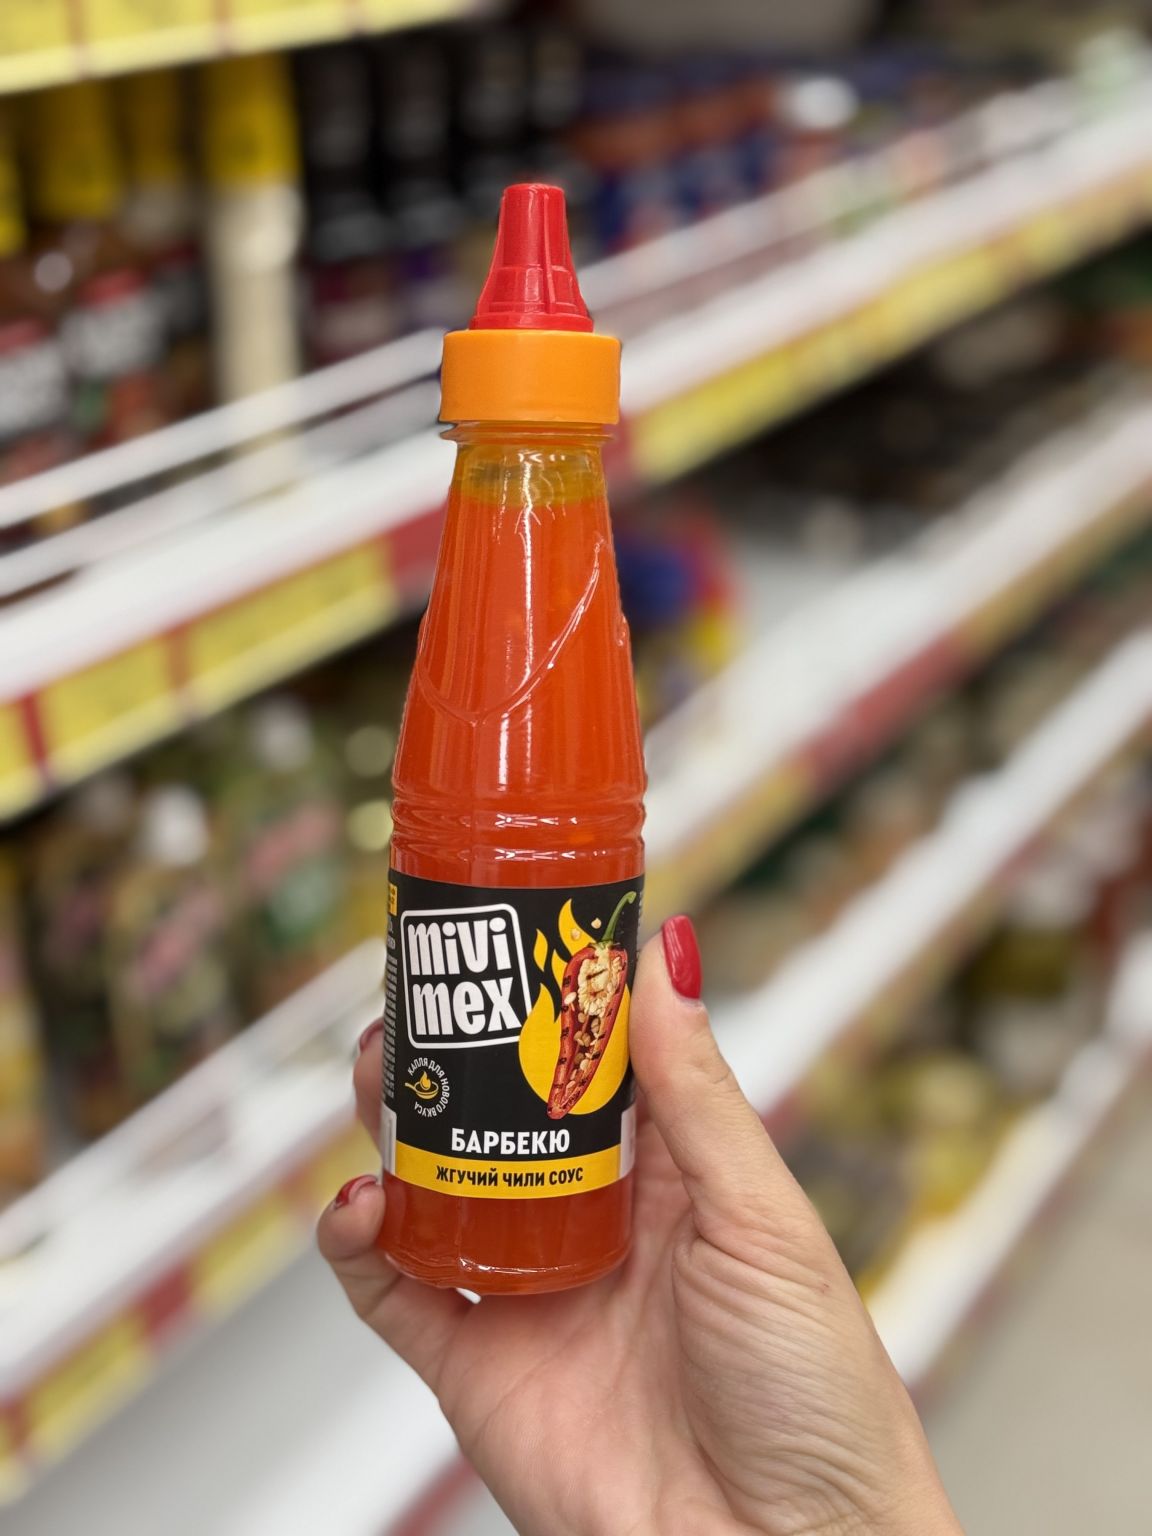 mivi
mex
КАПЛЯ ДЛЯ НОВОГО ВКУСА
БАРБЕКЮ
ЖГУЧИЙ ЧИЛИ СОУС